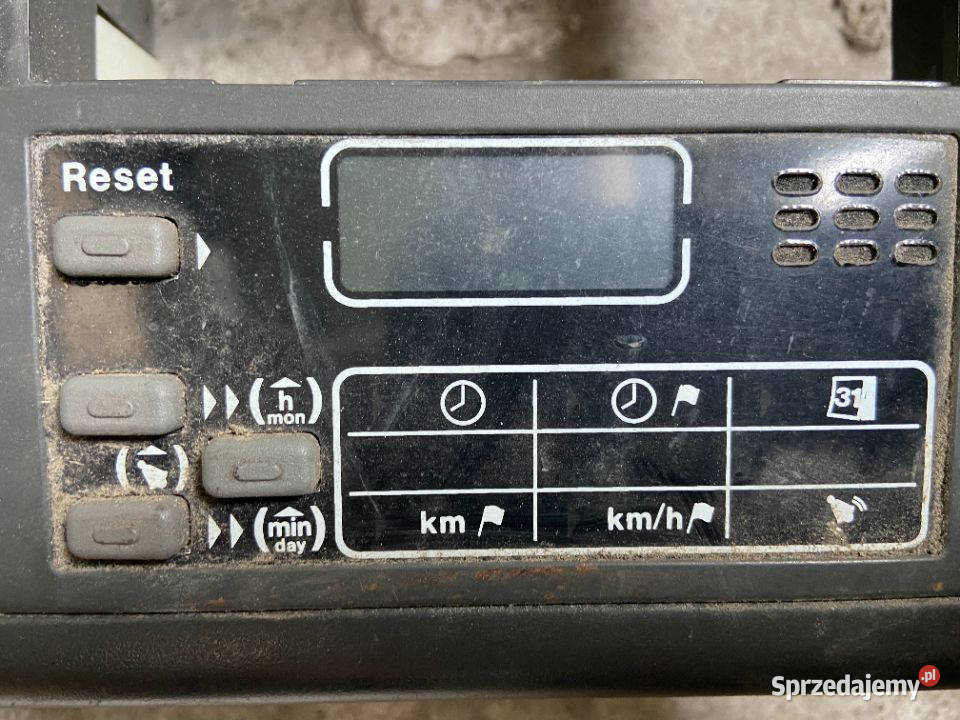 Reset
h
mon
min
day
31
km
km/h
Sprzedajemy.pl